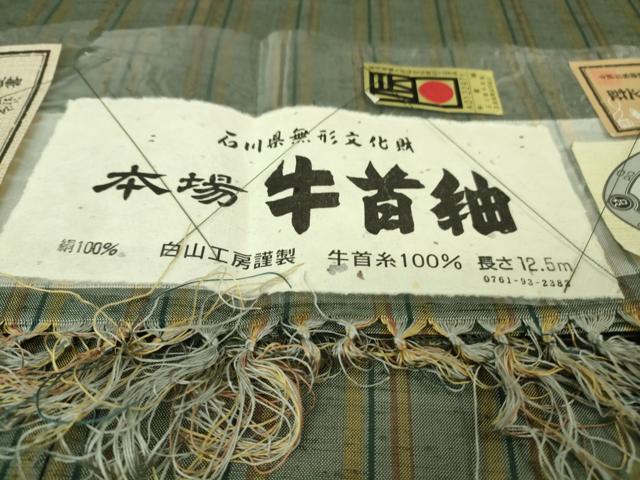 石川県無形文化財
本場 牛首紬
絹100% 白山工房謹製 牛首糸100% 長さ12.5m
0761-93-2382